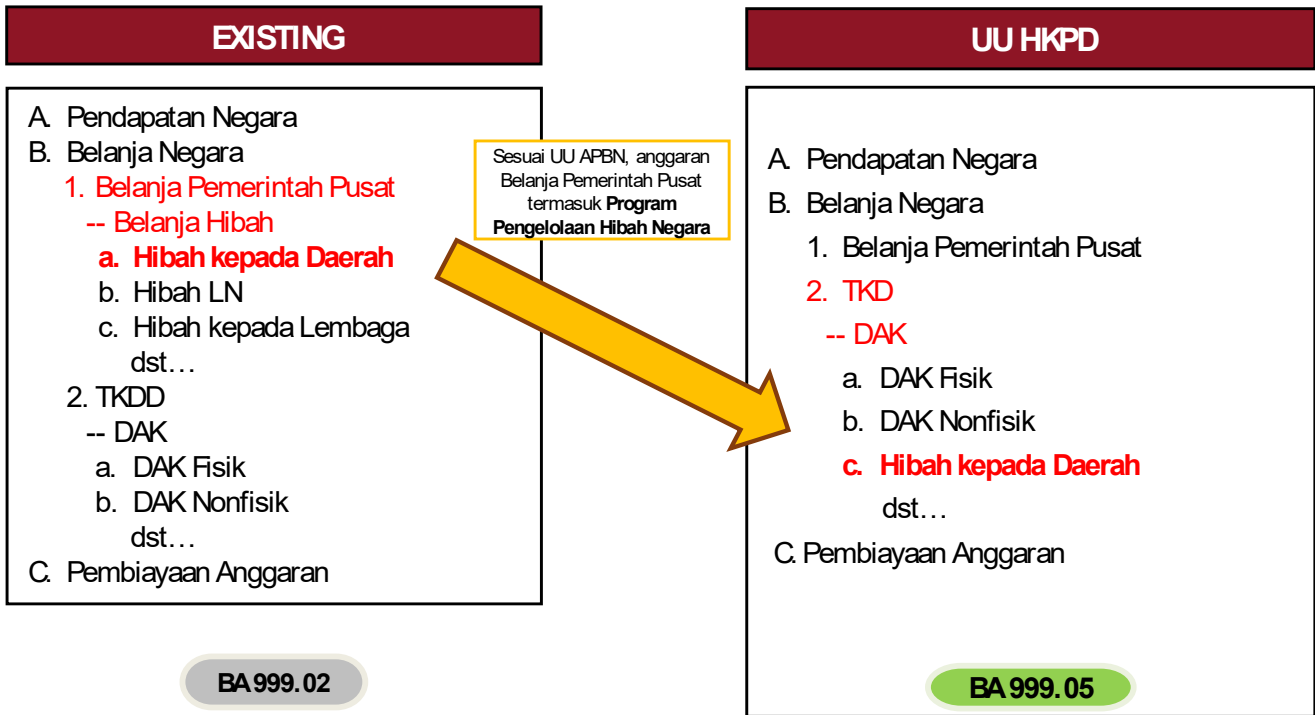 EXISTING
A. Pendapatan Negara
B. Belanja Negara
1. Belanja Pemerintah Pusat
-- Belanja Hibah
a. Hibah kepada Daerah
b. Hibah LN
c. Hibah kepada Lembaga
dst…
2. TKDD
-- DAK
a. DAK Fisik
b. DAK Nonfisik
dst…
C. Pembiayaan Anggaran
BA 999.02
Sesuai UU APBN, anggaran
Belanja Pemerintah Pusat
termasuk Program
Pengelolaan Hibah Negara
UU HKPD
A. Pendapatan Negara
B. Belanja Negara
1. Belanja Pemerintah Pusat
2. TKD
-- DAK
a. DAK Fisik
b. DAK Nonfisik
c. Hibah kepada Daerah
dst…
C. Pembiayaan Anggaran
BA 999.05